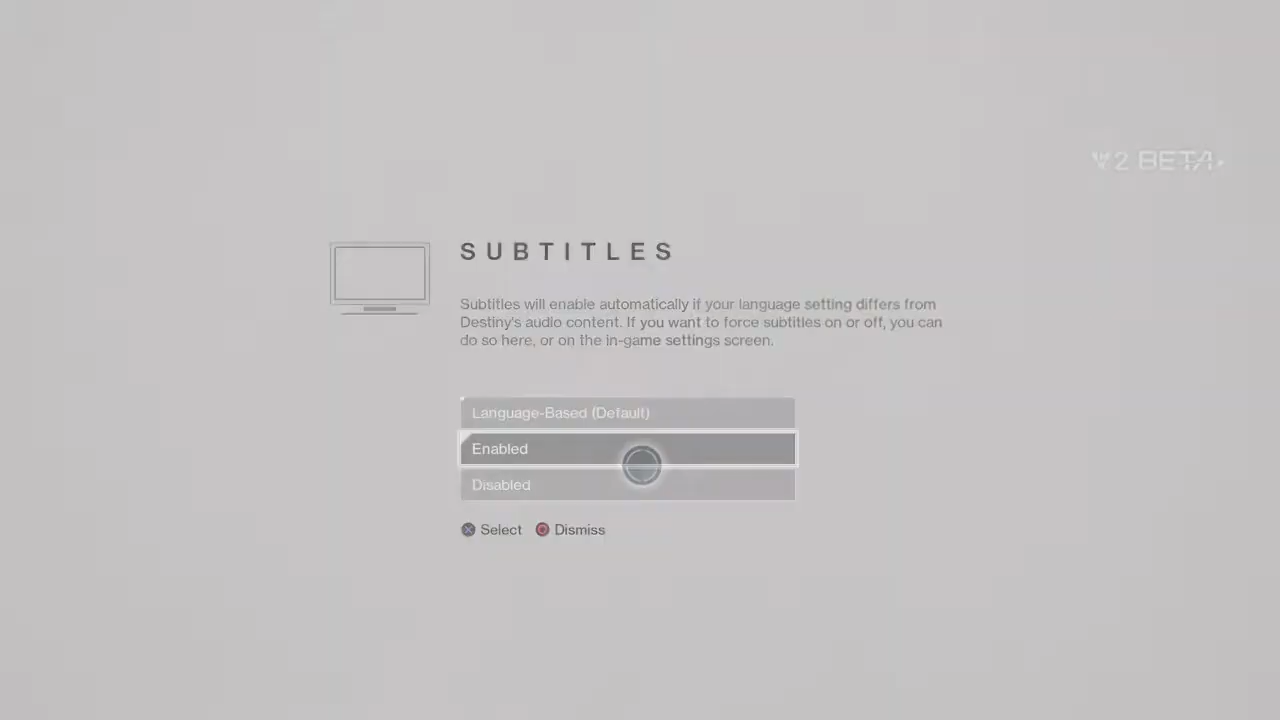 2 BETA
SUBTITLES
Subtitles will enable automatically if your language setting differs from
Destiny's audio content. If you want to force subtitles on or off, you can
do so here, or on the in-game settings screen.
Language-Based (Default)
Enabled
Disabled
Select Dismiss